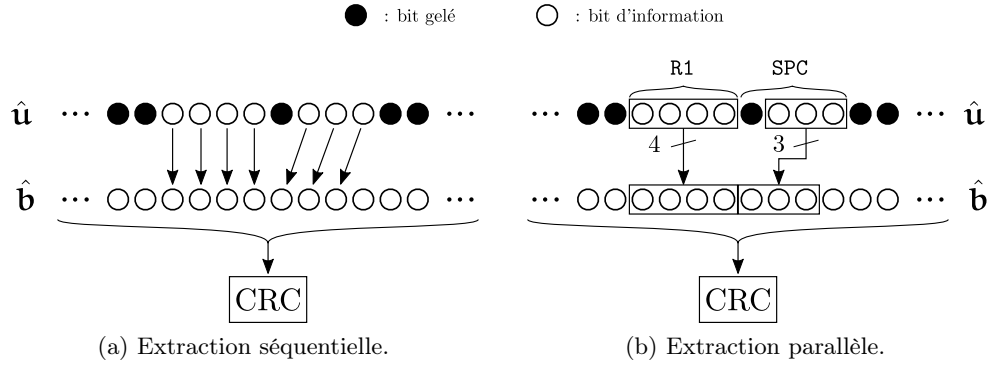 : bit gelé : bit d'information
R1 SPC
û ··· ··· ··· ··· û
4 3
b̂ ··· ··· ··· ··· b̂
CRC CRC
(a) Extraction séquentielle. (b) Extraction parallèle.